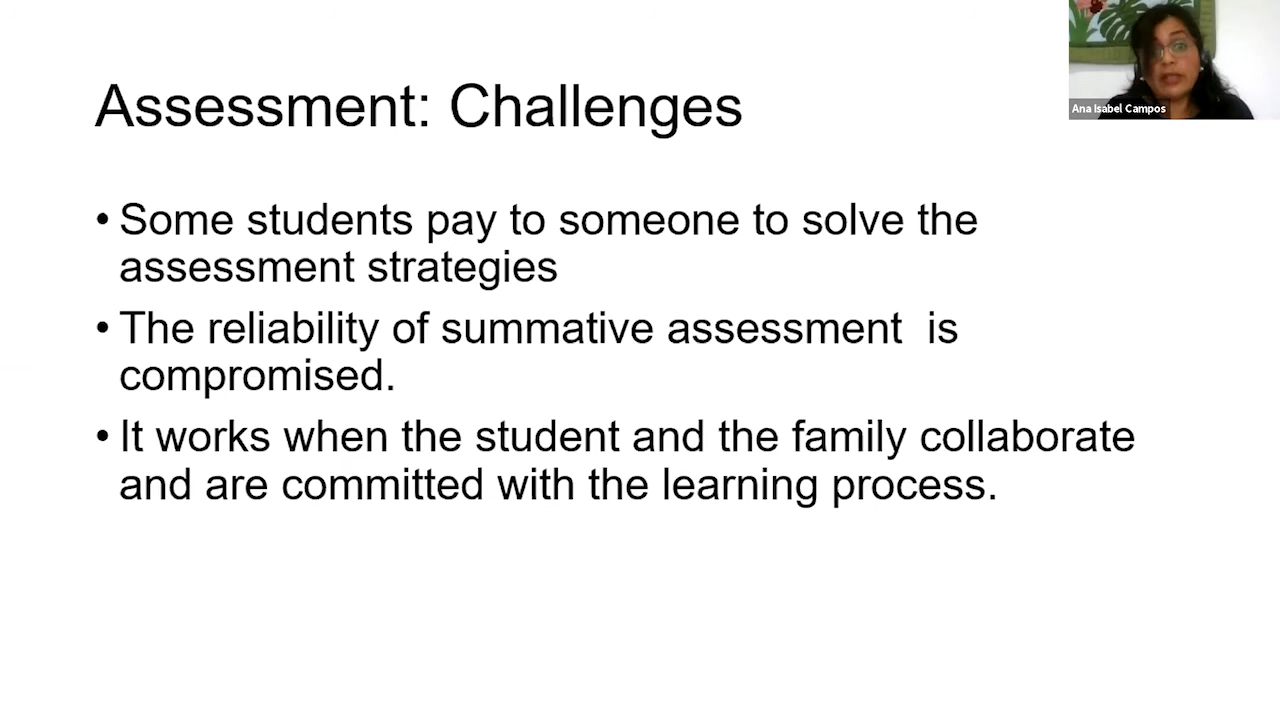 Assessment: Challenges
Ana Isabel Campos
• Some students pay to someone to solve the
assessment strategies
• The reliability of summative assessment  is
compromised.
• It works when the student and the family collaborate
and are committed with the learning process.